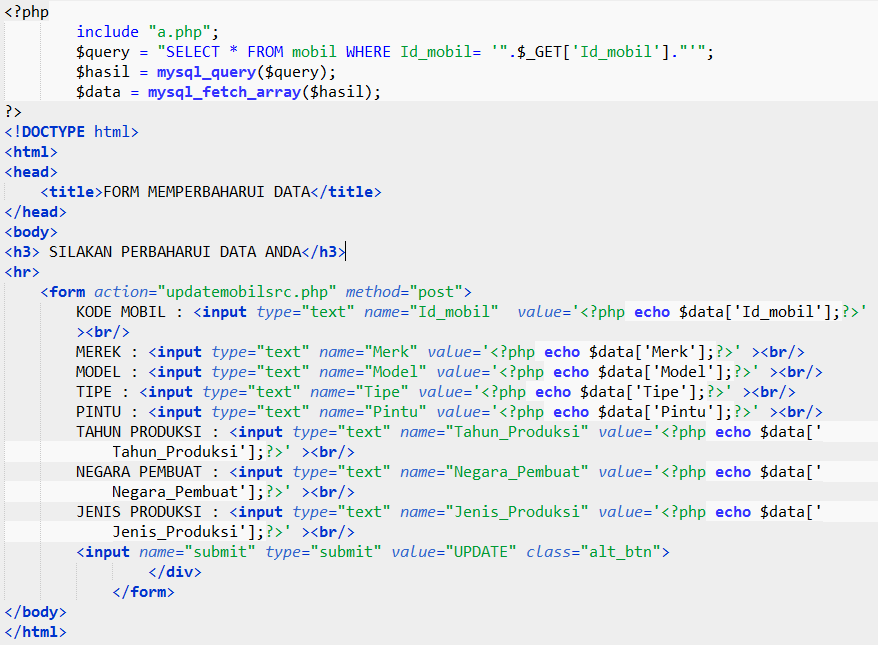 <?php
include "a.php";
$query = "SELECT * FROM mobil WHERE Id_mobil= '".$_GET['Id_mobil']."'";
$hasil = mysql_query($query);
$data = mysql_fetch_array($hasil);
?>
<!DOCTYPE html>
<html>
<head>
<title>FORM MEMPERBAHARUI DATA</title>
</head>
<body>
<h3> SILAKAN PERBAHARUI DATA ANDA</h3>
<hr>
<form action="updatemobilsrc.php" method="post">
KODE MOBIL : <input type="text" name="Id_mobil"  value='<?php echo $data['Id_mobil'];?>'
><br/>
MEREK : <input type="text" name="Merk" value='<?php echo $data['Merk'];?>' ><br/>
MODEL : <input type="text" name="Model" value='<?php echo $data['Model'];?>' ><br/>
TIPE : <input type="text" name="Tipe" value='<?php echo $data['Tipe'];?>' ><br/>
PINTU : <input type="text" name="Pintu" value='<?php echo $data['Pintu'];?>' ><br/>
TAHUN PRODUKSI : <input type="text" name="Tahun_Produksi" value='<?php echo $data['
Tahun_Produksi'];?>' ><br/>
NEGARA PEMBUAT : <input type="text" name="Negara_Pembuat" value='<?php echo $data['
Negara_Pembuat'];?>' ><br/>
JENIS PRODUKSI : <input type="text" name="Jenis_Produksi" value='<?php echo $data['
Jenis_Produksi'];?>' ><br/>
<input name="submit" type="submit" value="UPDATE" class="alt_btn">
</div>
</form>
</body>
</html>